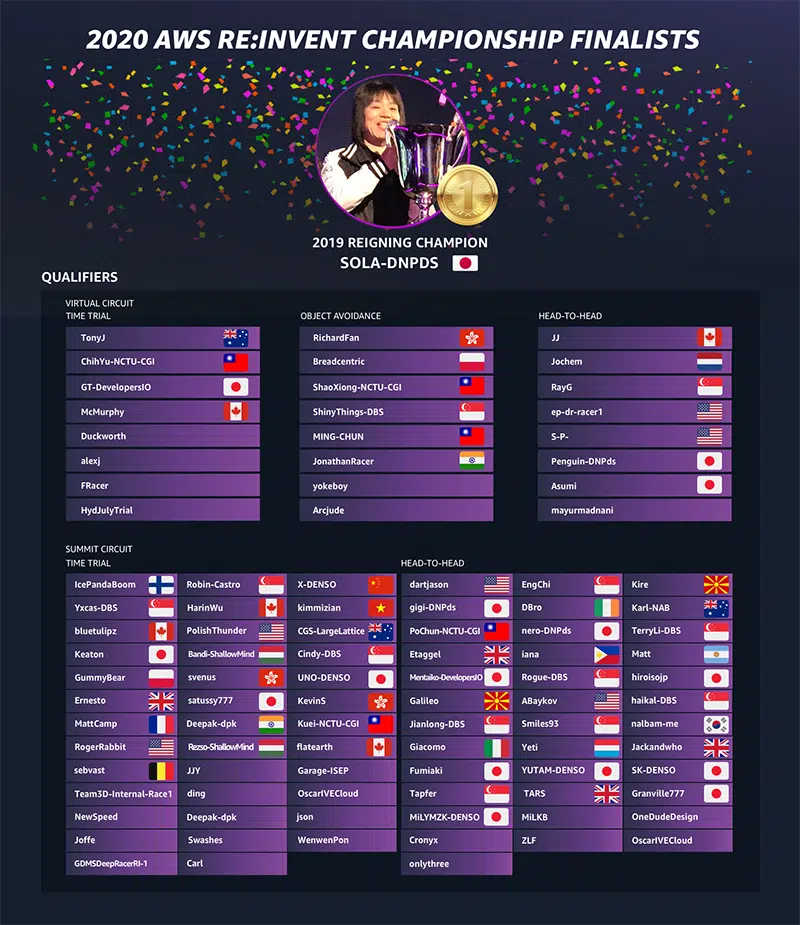 2020 AWS RE:INVENT CHAMPIONSHIP FINALISTS
1
2019 REIGNING CHAMPION
SOLA-DNPDS
QUALIFIERS
VIRTUAL CIRCUIT
TIME TRIAL
TonyJ
ChihYu-NCTU-CGI
GT-DevelopersIO
McMurphy
Duckworth
alexj
FRacer
HydJulyTrial
OBJECT AVOIDANCE
RichardFan
Breadcentric
ShaoXiong-NCTU-CGI
ShinyThings-DBS
MING-CHUN
JonathanRacer
yokeboy
Arcjude
HEAD-TO-HEAD
JJ
Jochem
RayG
ep-dr-racer1
S-P-
Penguin-DNPds
Asumi
mayurmadnani
SUMMIT CIRCUIT
TIME TRIAL
IcePandaBoom
Yxcas-DBS
bluetulipz
Keaton
GummyBear
Ernesto
MattCamp
RogerRabbit
sebvast
Team3D-Internal-Race1
NewSpeed
Joffe
GDMSDeepRacerRI-1
Robin-Castro
HarinWu
PolishThunder
Bandi-ShallowMind
svenus
satussy777
Deepak-dpk
Rezso-ShallowMind
JJY
ding
Deepak-dpk
Swashes
Carl
X-DENSO
kimmizian
CGS-LargeLattice
Cindy-DBS
UNO-DENSO
KevinS
Kuei-NCTU-CGI
flatearth
Garage-ISEP
OscarIVECloud
json
WenwenPon
HEAD-TO-HEAD
dartjason
gigi-DNPds
PoChun-NCTU-CGI
Etaggel
Mentaiko-DevelopersIO
Galileo
Jianlong-DBS
Giacomo
Fumiaki
Tapfer
MiLYMZK-DENSO
Cronyx
onlythree
EngChi
DBro
nero-DNPds
iana
Rogue-DBS
ABaykov
Smiles93
Yeti
YUTAM-DENSO
TARS
MiLKB
ZLF
Kire
Karl-NAB
TerryLi-DBS
Matt
hiroisojp
haikal-DBS
nalbam-me
Jackandwho
SK-DENSO
Granville777
OneDudeDesign
OscarIVECloud